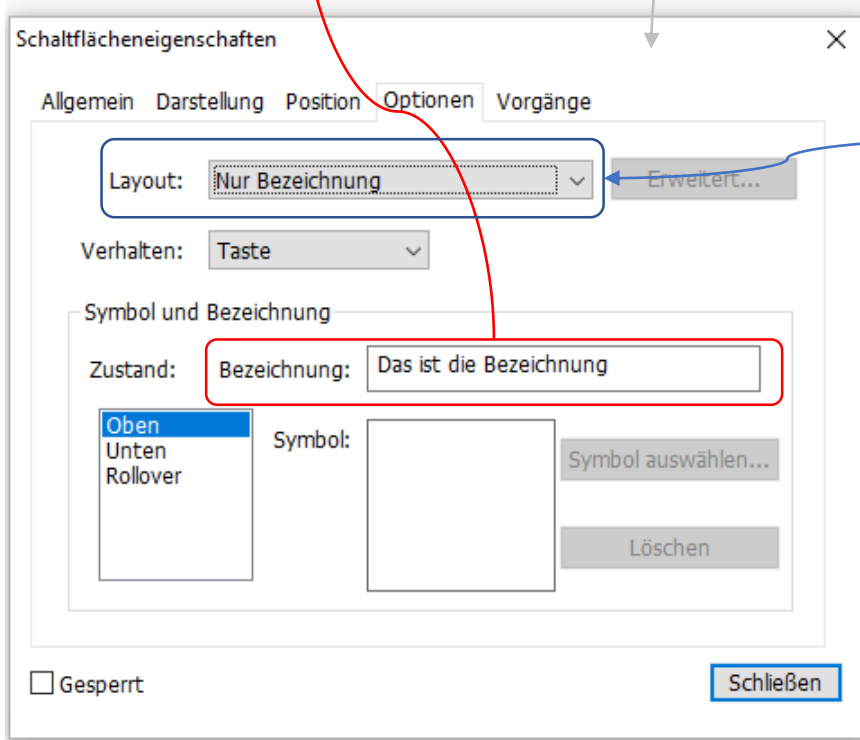 Schaltflächeneigenschaften
Allgemein Darstellung Position Optionen Vorgänge
Layout: Nur Bezeichnung Erweitert...
Verhalten: Taste
Symbol und Bezeichnung
Zustand: Bezeichnung: Das ist die Bezeichnung
Oben
Unten
Rollover
Symbol:
Symbol auswählen...
Löschen
Gesperrt
Schließen